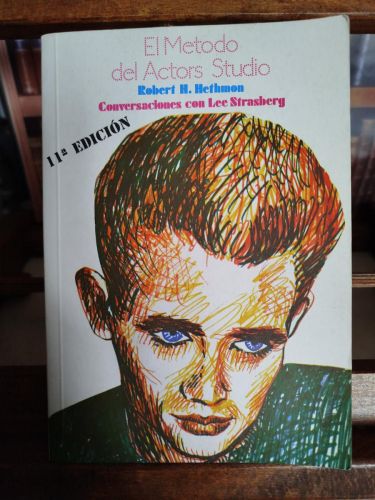 El Metodo
del Actors Studio
Robert H. Hethmon
Conversaciones con Lee Strasberg
11ª EDICIÓN